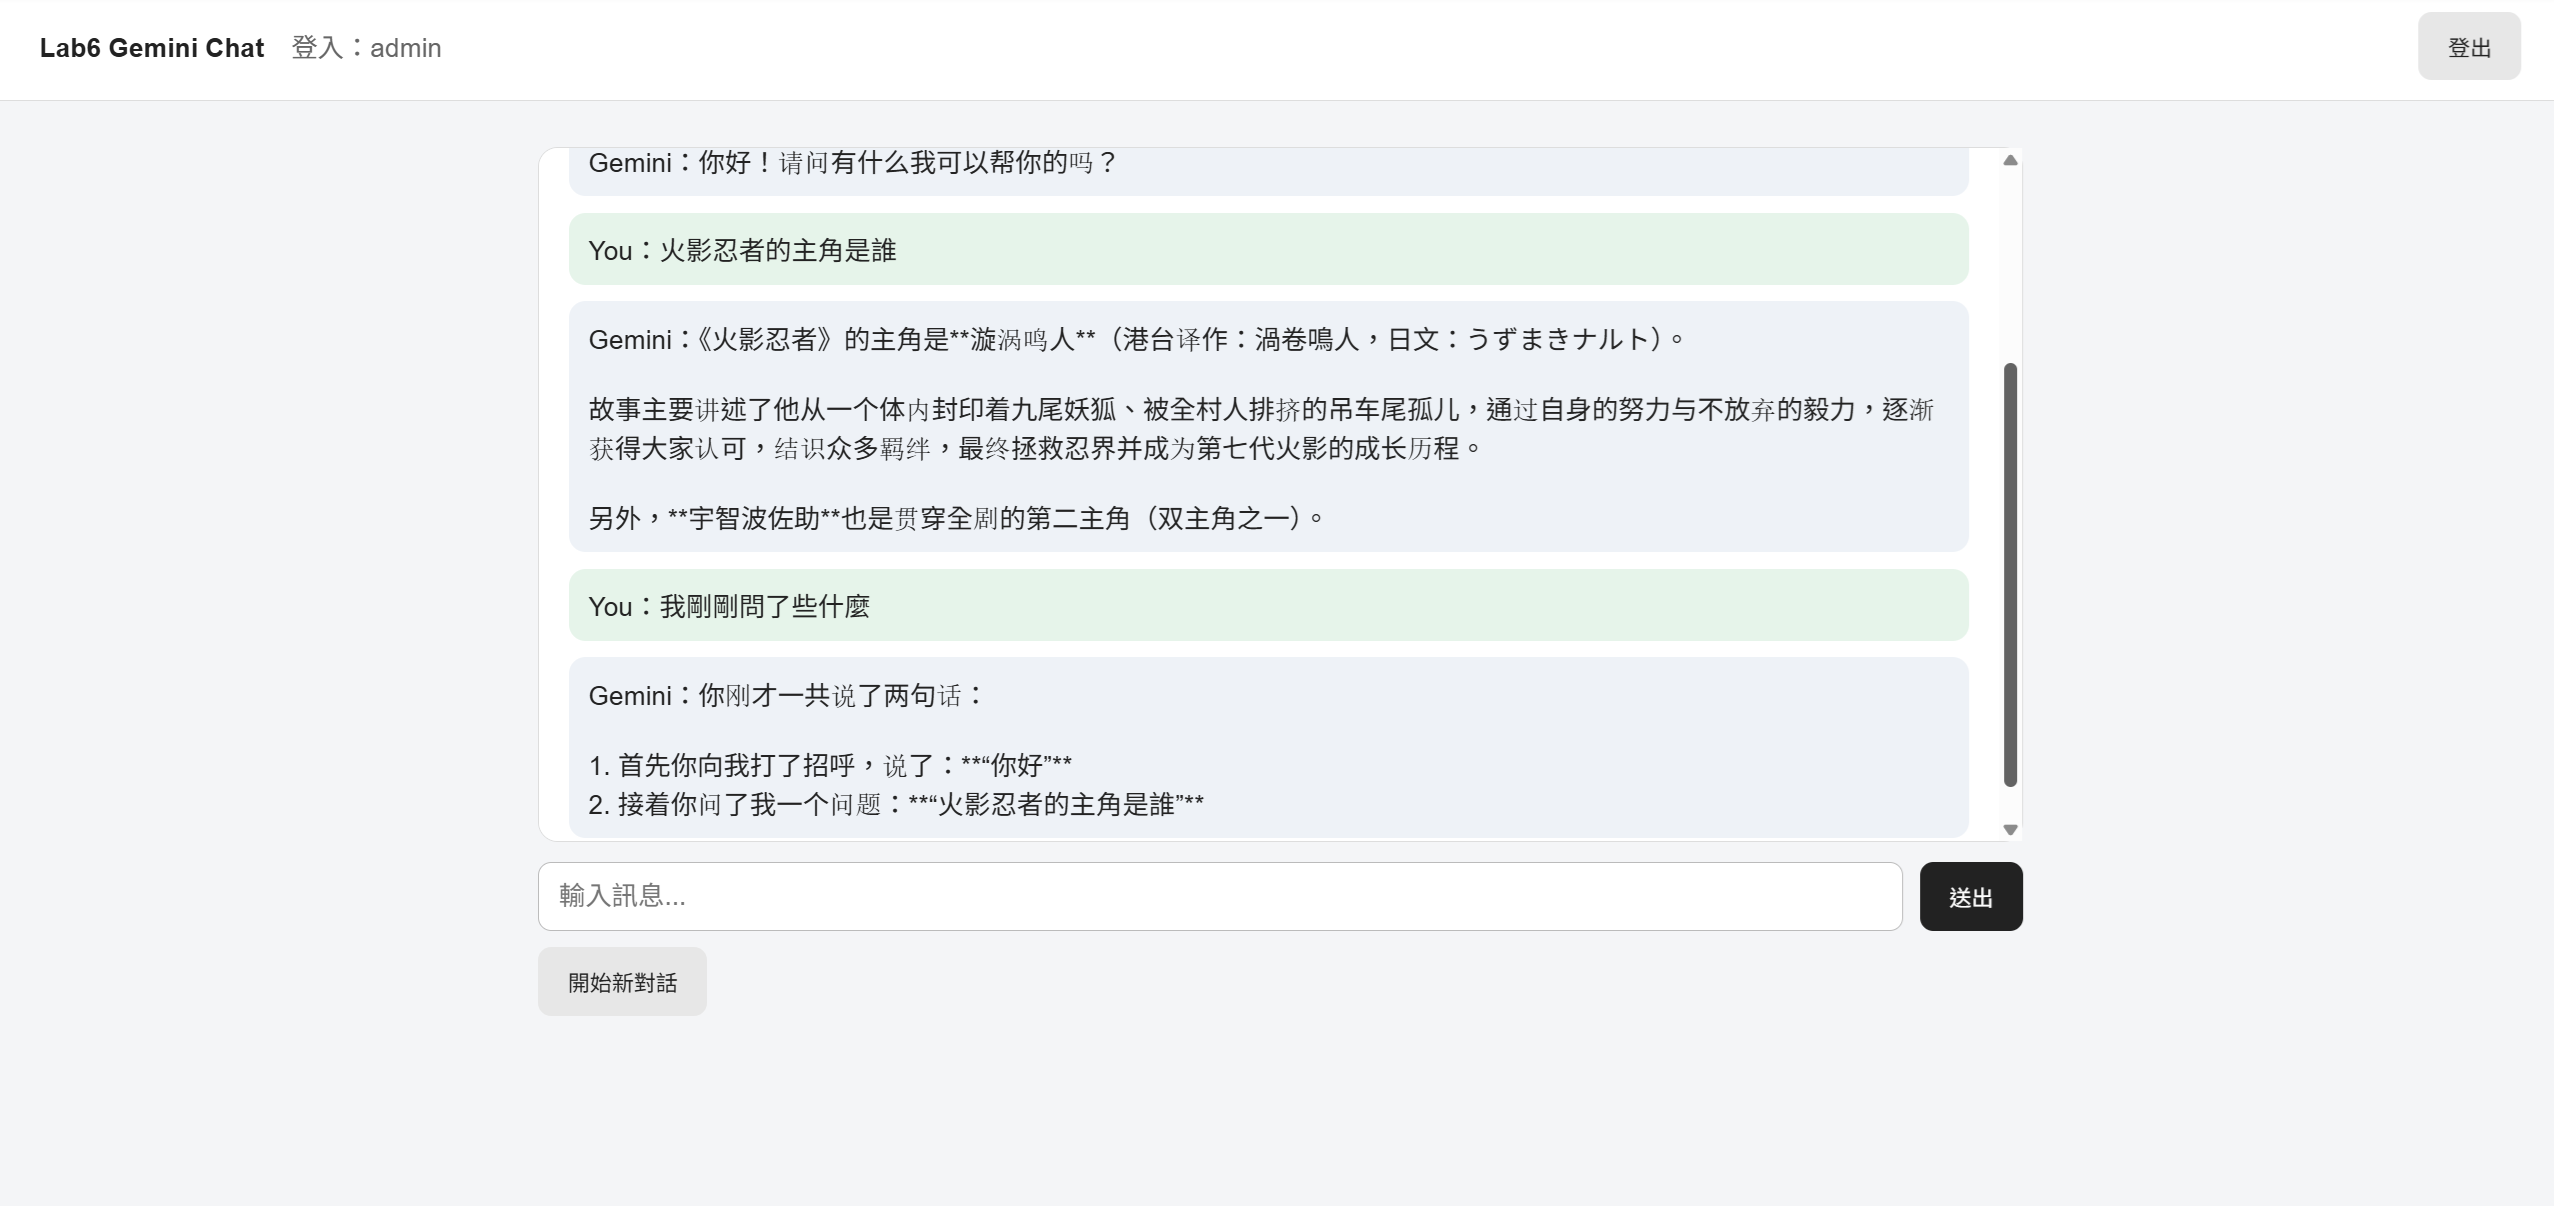 Lab6 Gemini Chat 登入：admin
登出
Gemini：你好！请问有什么我可以帮你的吗？
You：火影忍者的主角是誰
Gemini：《火影忍者》的主角是**漩涡鸣人**（港台译作：渦卷鳴人，日文：うずまきナルト）。
故事主要讲述了他从一个体内封印着九尾妖狐、被全村人排挤的吊车尾孤儿，通过自身的努力与不放弃的毅力，逐渐
获得大家认可，结识众多羁绊，最终拯救忍界并成为第七代火影的成长历程。
另外，**宇智波佐助**也是贯穿全剧的第二主角（双主角之一）。
You：我剛剛問了些什麼
Gemini：你刚才一共说了两句话：
1. 首先你向我打了招呼，说了：**“你好”**
2. 接着你问了我一个问题：**“火影忍者的主角是誰”**
輸入訊息...
送出
開始新對話